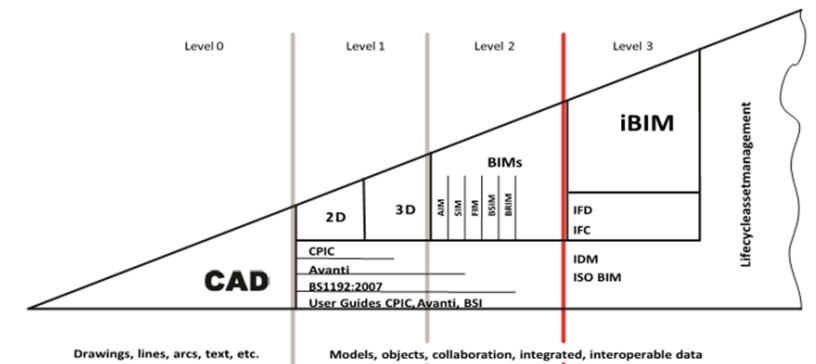 Level 0
Level 1
Level 2
Level 3
iBIM
BIMs
2D
3D
AIM
SIM
FIM
BSIM
BRIM
IFD
IFC
CPIC
Avanti
BS1192:2007
User Guides CPIC,Avanti, BSI
IDM
ISO BIM
CAD
Lifecycleassetmanagement
Drawings, lines, arcs, text, etc.
Models, objects, collaboration, integrated, interoperable data